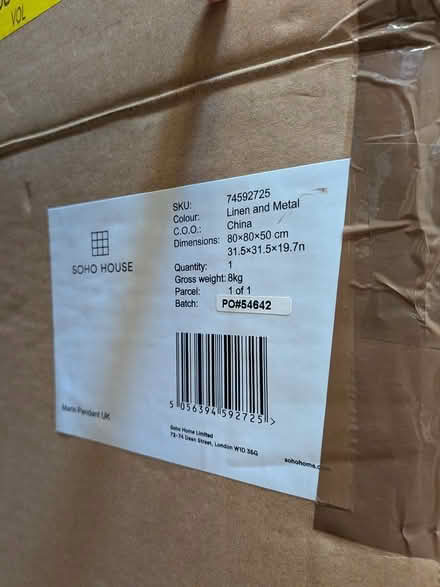 VOL
SOHO HOUSE
SKU: 74592725
Colour: Linen and Metal
C.O.O.: China
Dimensions: 80×80×50 cm
31.5×31.5×19.7n
Quantity: 1
Gross weight: 8kg
Parcel: 1 of 1
Batch: PO#54642
5 056394 592725 >
Marin Pendant UK
Soho Home Limited
72-74 Dean Street, London W1D 3SG
sohohome.c